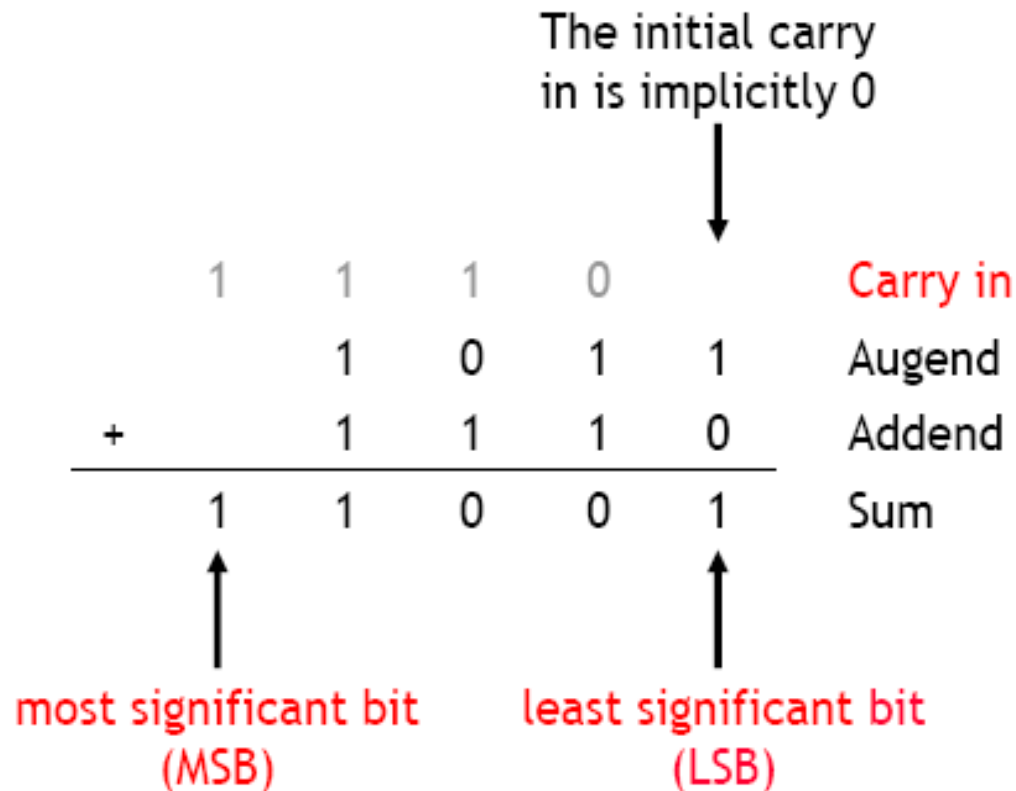 The initial carry
in is implicitly 0
1 1 1 0 Carry in
1 0 1 1 Augend
+ 1 1 1 0 Addend
1 1 0 0 1 Sum
most significant bit least significant bit
(MSB) (LSB)